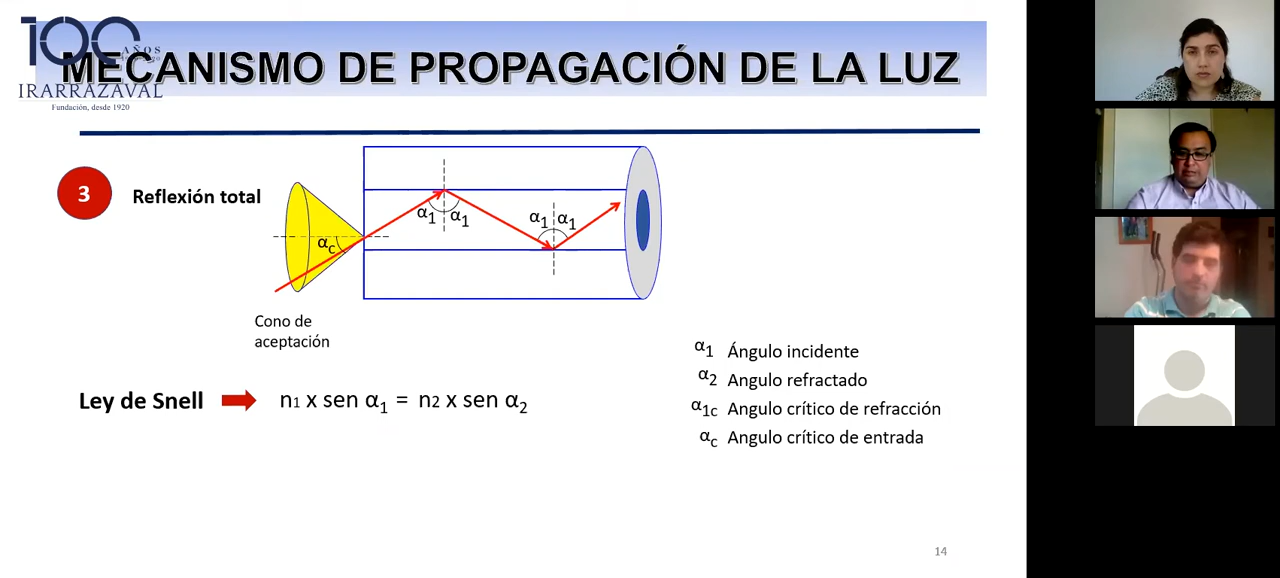 100 AÑOS
IRARRAZAVAL
Fundación, desde 1920
MECANISMO DE PROPAGACIÓN DE LA LUZ
3
Reflexión total
αc
α1 α1
α1 α1
Cono de
aceptación
Ley de Snell
n1 x sen α1 = n2 x sen α2
α1 Ángulo incidente
α2 Angulo refractado
α1c Angulo crítico de refracción
αc Angulo crítico de entrada
14